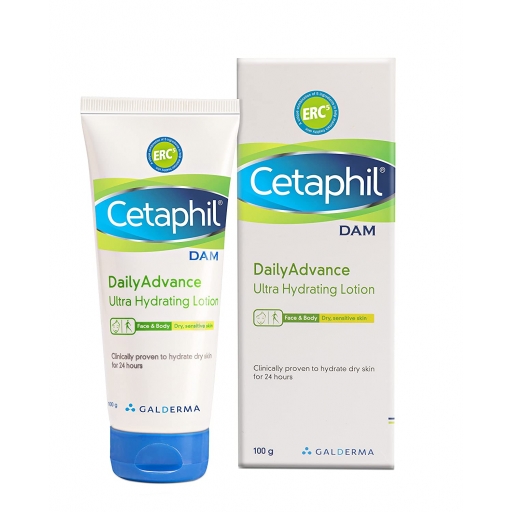 ERC5
Cetaphil®
DAM
DailyAdvance
Ultra Hydrating Lotion
Face & Body Dry, sensitive skin
Clinically proven to hydrate dry skin
for 24 hours
100 g
GALDERMA
ERC5
Cetaphil®
DAM
DailyAdvance
Ultra Hydrating Lotion
Face & Body Dry, sensitive skin
Clinically proven to hydrate dry skin
for 24 hours
100 g GALDERMA